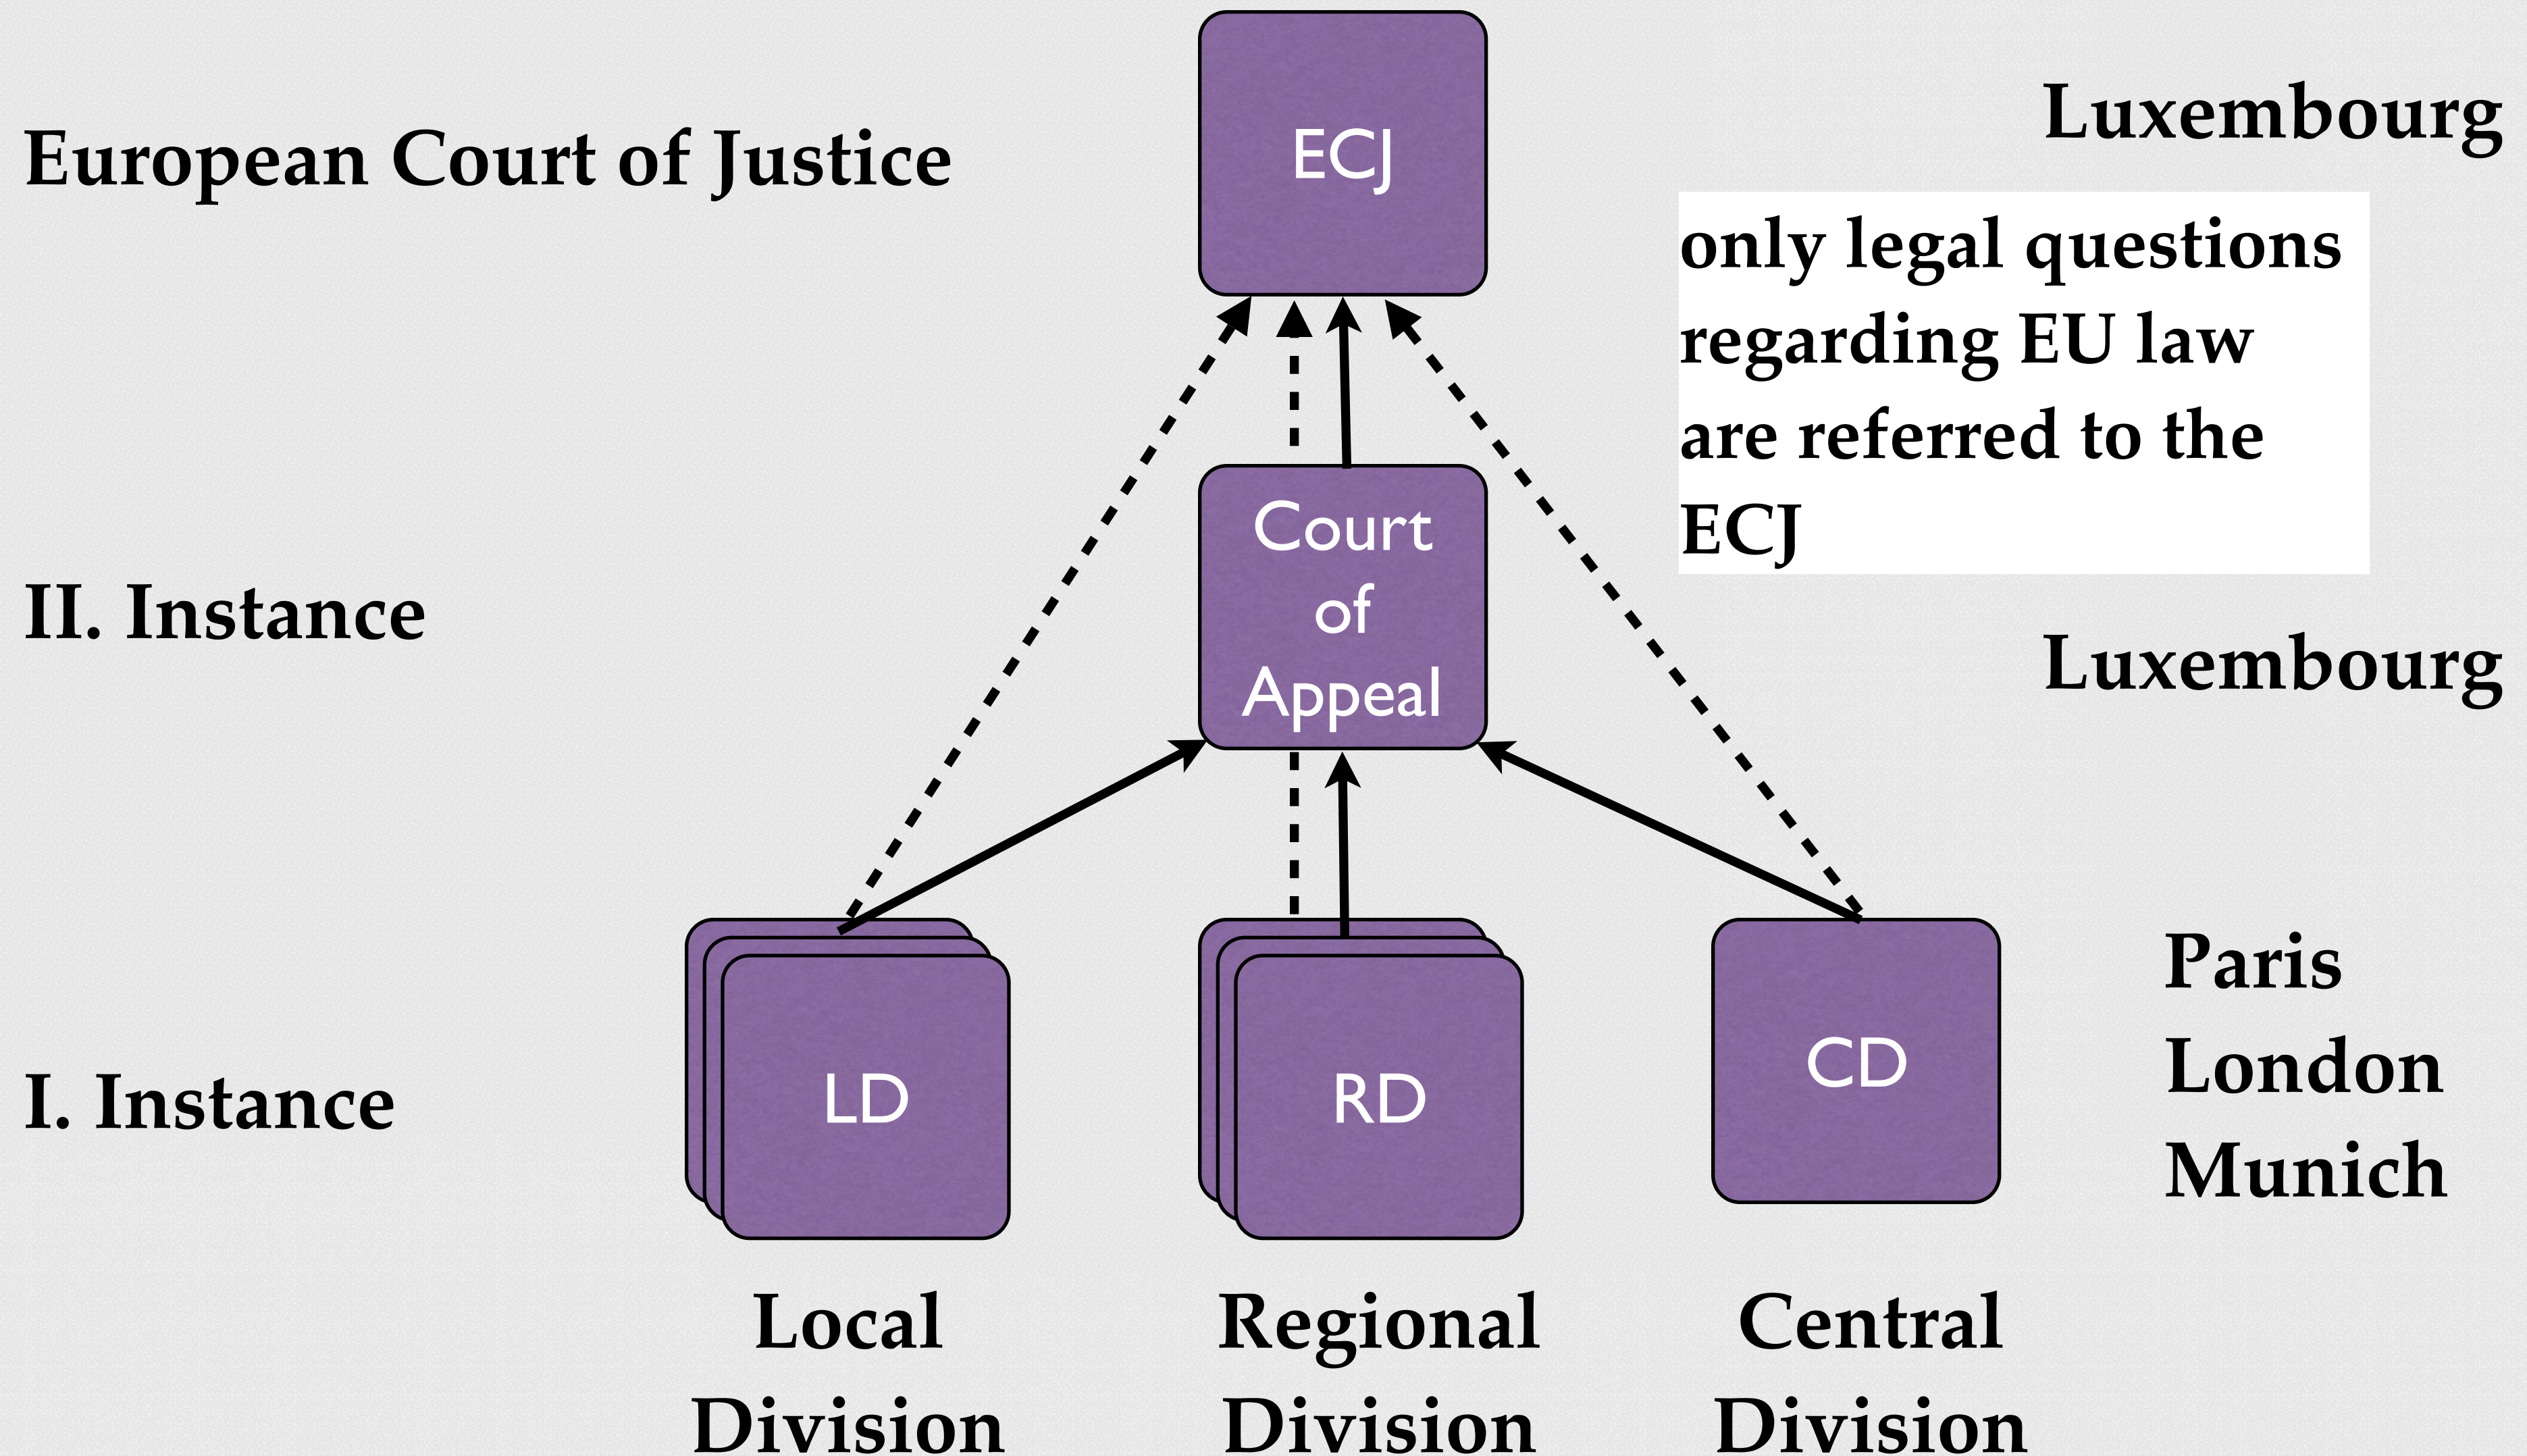 European Court of Justice
ECJ
Luxembourg
only legal questions
regarding EU law
are referred to the
ECJ
II. Instance
Court
of
Appeal
Luxembourg
I. Instance
LD
RD
CD
Paris
London
Munich
Local
Division
Regional
Division
Central
Division